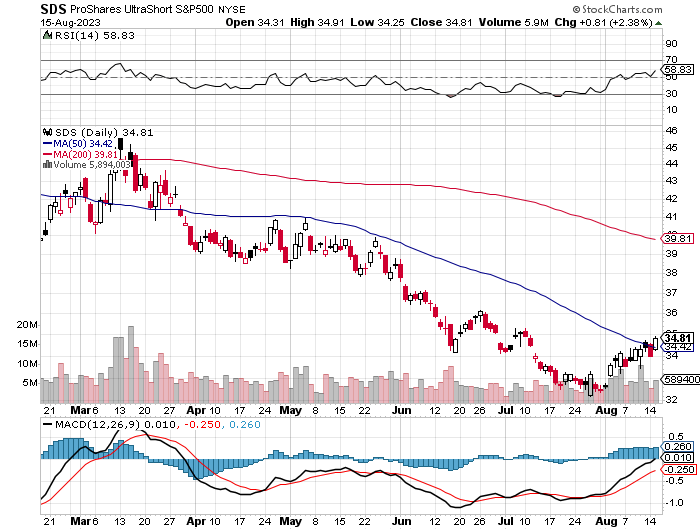 SDS ProShares UltraShort S&P500 NYSE © StockCharts.com
15-Aug-2023 Open 34.31 High 34.91 Low 34.25 Close 34.81 Volume 5.9M Chg +0.81 (+2.38%)
RSI(14) 58.83
90
70
58.83
50
30
10
SDS (Daily) 34.81
MA(50) 34.42
MA(200) 39.81
Volume 5,894,003
46
45
44
43
42
41
39.81
39
38
37
36
35
34.81
34.42
34
5894003
32
20M
15M
10M
5M
21 Mar 6 13 20 27 Apr 10 17 24 May 8 15 22 Jun 12 20 26 Jul 10 17 24 Aug 7 14
MACD(12,26,9) 0.010, -0.250, 0.260
0.5
0.260
0.010
-0.250
-0.5
-1.0
21 Mar 6 13 20 27 Apr 10 17 24 May 8 15 22 Jun 12 20 26 Jul 10 17 24 Aug 7 14